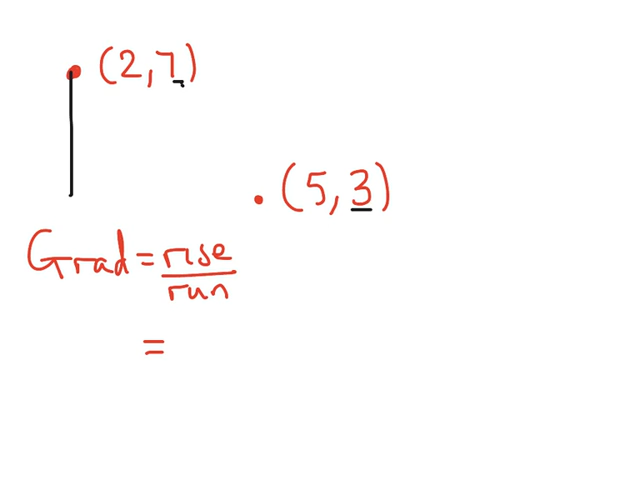 (2,7)
(5,3)
Grad = rise/run
=